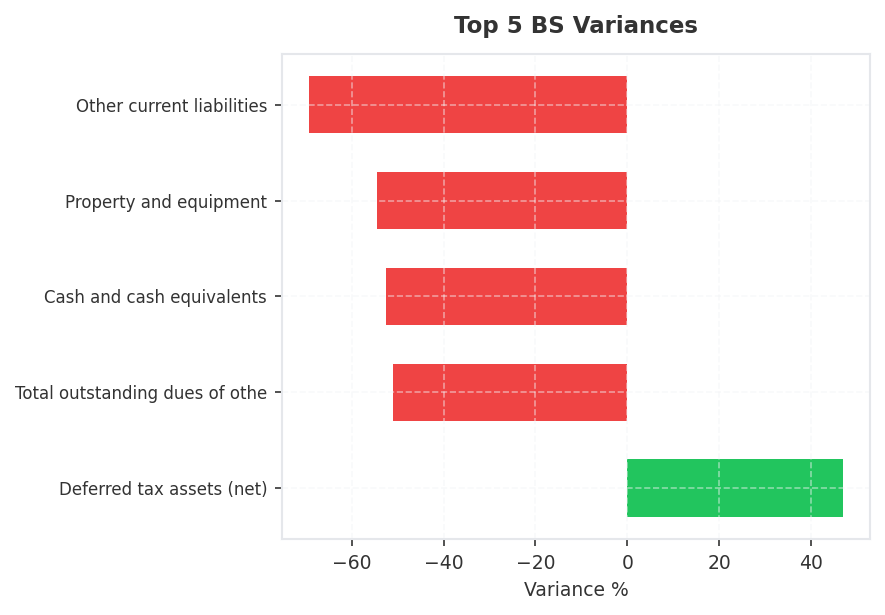 Top 5 BS Variances
Other current liabilities
Property and equipment
Cash and cash equivalents
Total outstanding dues of othe
Deferred tax assets (net)
−60 −40 −20 0 20 40
Variance %